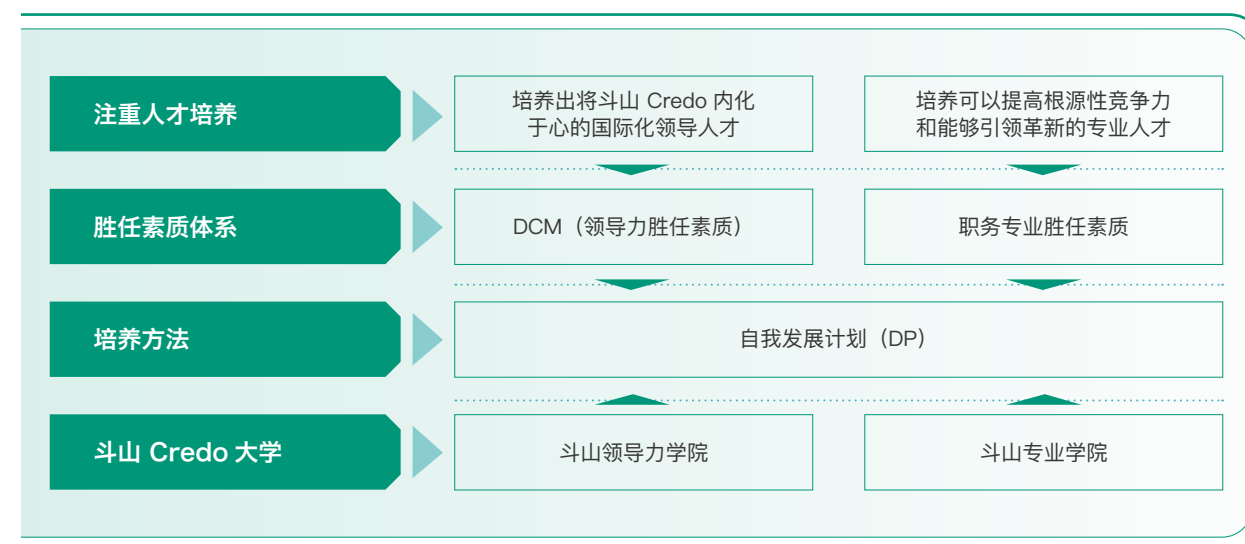 注重人才培养
培养出将斗山 Credo 内化
于心的国际化领导人才
培养可以提高根源性竞争力
和能够引领革新的专业人才
胜任素质体系
DCM（领导力胜任素质）
职务专业胜任素质
培养方法
自我发展计划（DP）
斗山 Credo 大学
斗山领导力学院
斗山专业学院